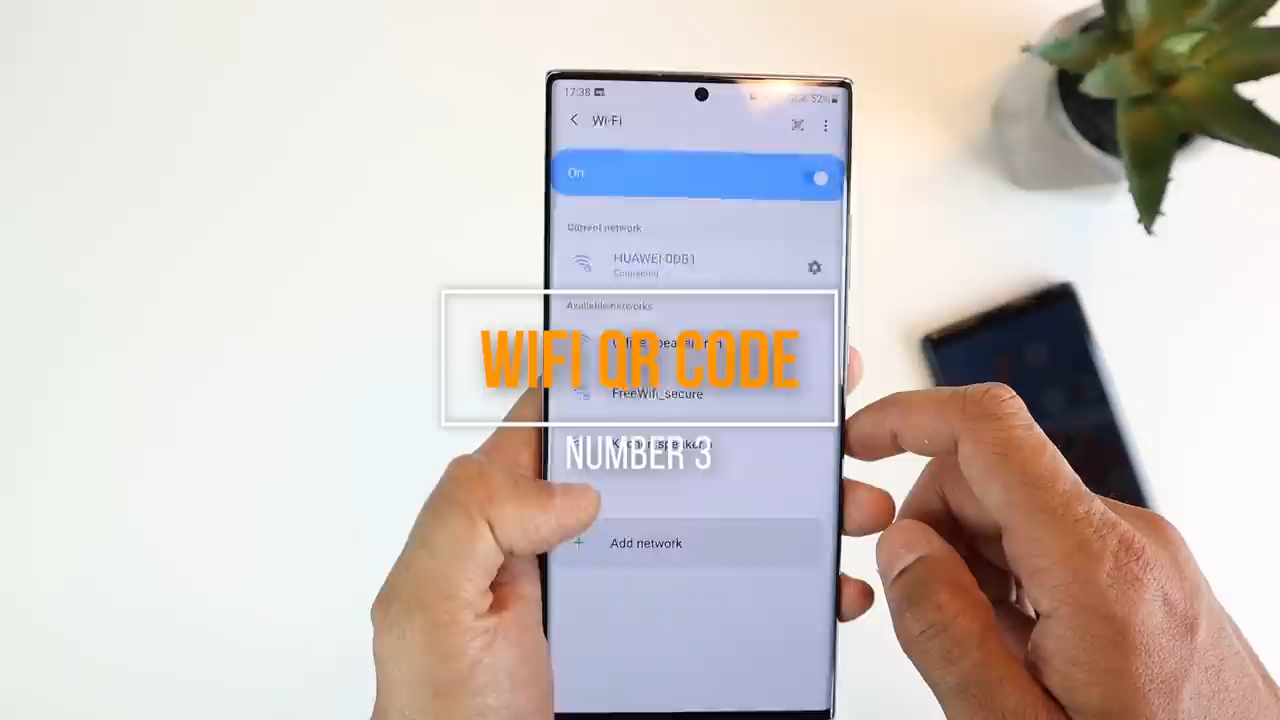 17:38
52%
Wi-Fi
On
Current network
HUAWEI-0DB1
Connected
Available networks
WIFI QR CODE
FreeWifi_secure
NUMBER 3
Add network